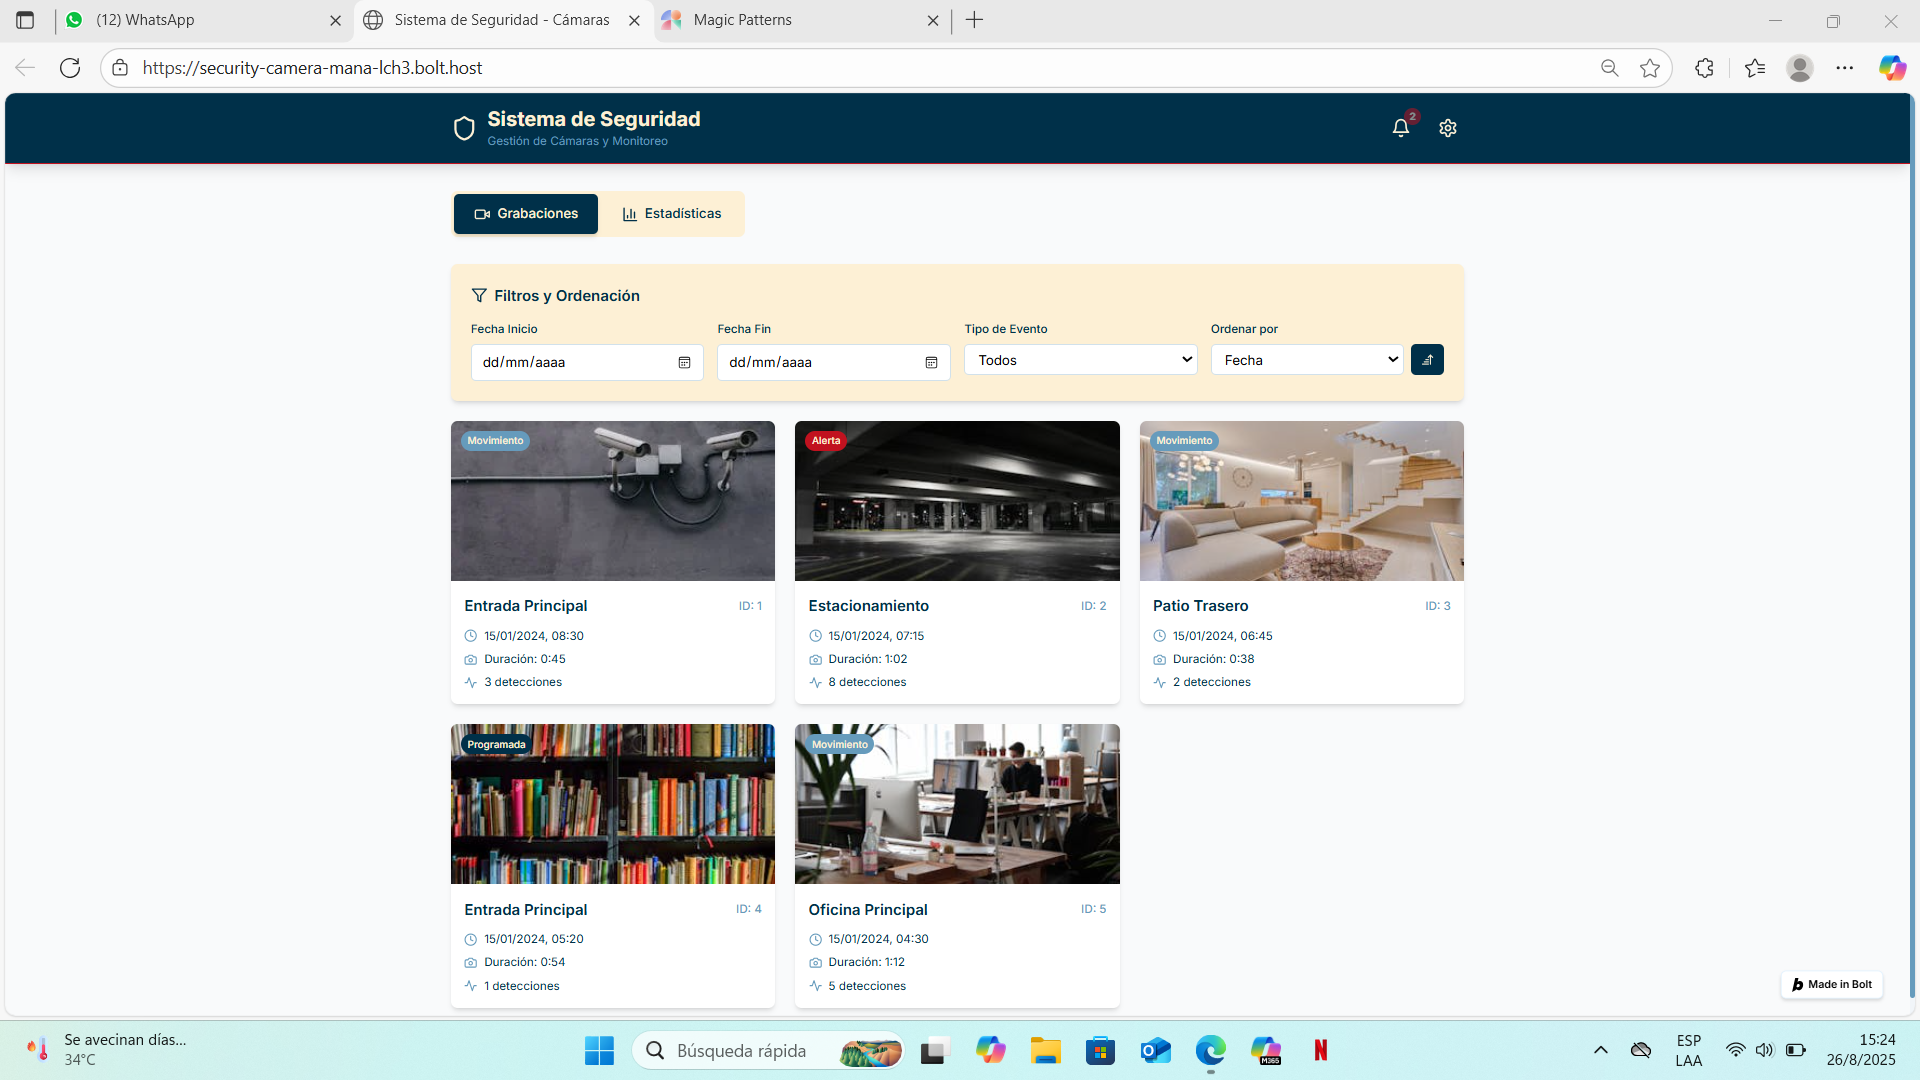 (12) WhatsApp
Sistema de Seguridad - Cámaras
Magic Patterns
https://security-camera-mana-lch3.bolt.host
Sistema de Seguridad
Gestión de Cámaras y Monitoreo
2
Grabaciones
Estadísticas
Filtros y Ordenación
Fecha Inicio
Fecha Fin
Tipo de Evento
Ordenar por
dd/mm/aaaa
dd/mm/aaaa
Todos
Fecha
Movimiento
Alerta
Movimiento
Entrada Principal
ID: 1
15/01/2024, 08:30
Duración: 0:45
3 detecciones
Estacionamiento
ID: 2
15/01/2024, 07:15
Duración: 1:02
8 detecciones
Patio Trasero
ID: 3
15/01/2024, 06:45
Duración: 0:38
2 detecciones
Programada
Movimiento
Entrada Principal
ID: 4
15/01/2024, 05:20
Duración: 0:54
1 detecciones
Oficina Principal
ID: 5
15/01/2024, 04:30
Duración: 1:12
5 detecciones
b Made in Bolt
Se avecinan días...
34°C
Búsqueda rápida
M365
N
ESP
LAA
15:24
26/8/2025